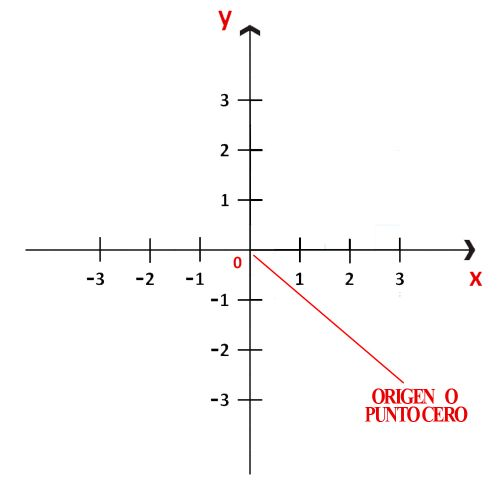 y
3
2
1
0
-3 -2 -1 1 2 3 x
-1
-2
-3
ORIGEN O
PUNTO CERO